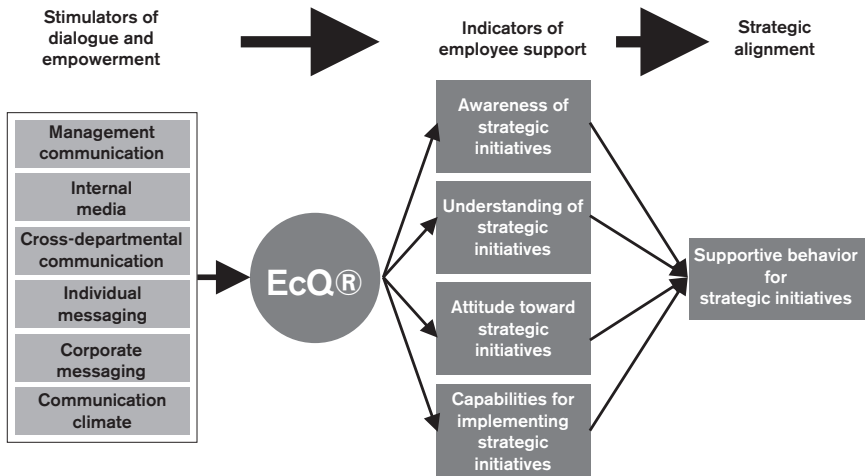 Stimulators of
dialogue and
empowerment
Indicators of
employee support
Strategic
alignment
Management
communication
Internal
media
Cross-departmental
communication
Individual
messaging
Corporate
messaging
Communication
climate
EcQ®
Awareness of
strategic
initiatives
Understanding of
strategic
initiatives
Attitude toward
strategic
initiatives
Capabilities for
implementing
strategic
initiatives
Supportive behavior
for
strategic initiatives